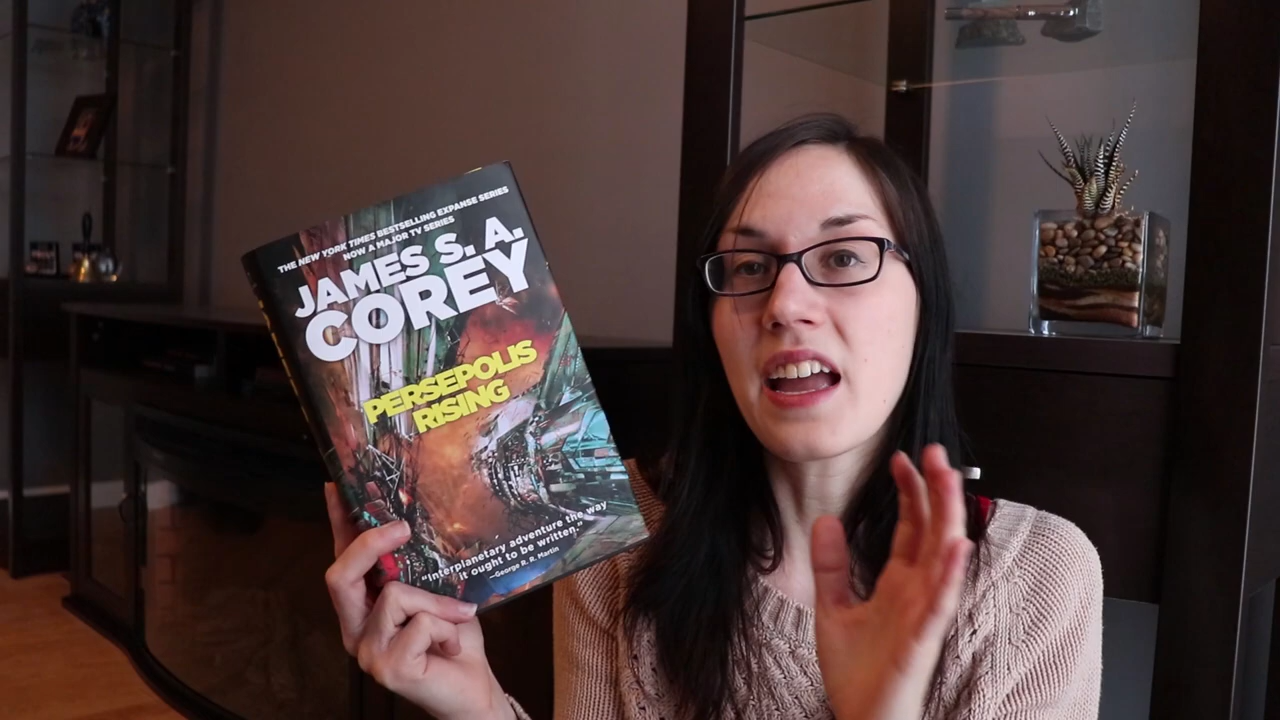 THE NEW YORK TIMES BESTSELLING EXPANSE SERIES
NOW A MAJOR TV SERIES
JAMES S. A.
COREY
PERSEPOLIS
RISING
"Interplanetary adventure the way
it ought to be written."
—George R. R. Martin